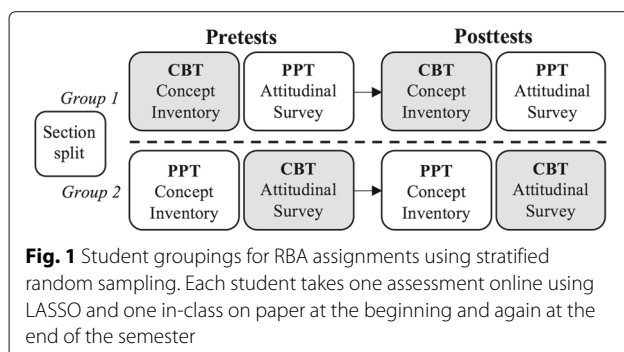 Pretests Posttests
Group 1
CBT
Concept
Inventory
PPT
Attitudinal
Survey
CBT
Concept
Inventory
PPT
Attitudinal
Survey
Section
split
Group 2
PPT
Concept
Inventory
CBT
Attitudinal
Survey
PPT
Concept
Inventory
CBT
Attitudinal
Survey
Fig. 1 Student groupings for RBA assignments using stratified
random sampling. Each student takes one assessment online using
LASSO and one in-class on paper at the beginning and again at the
end of the semester